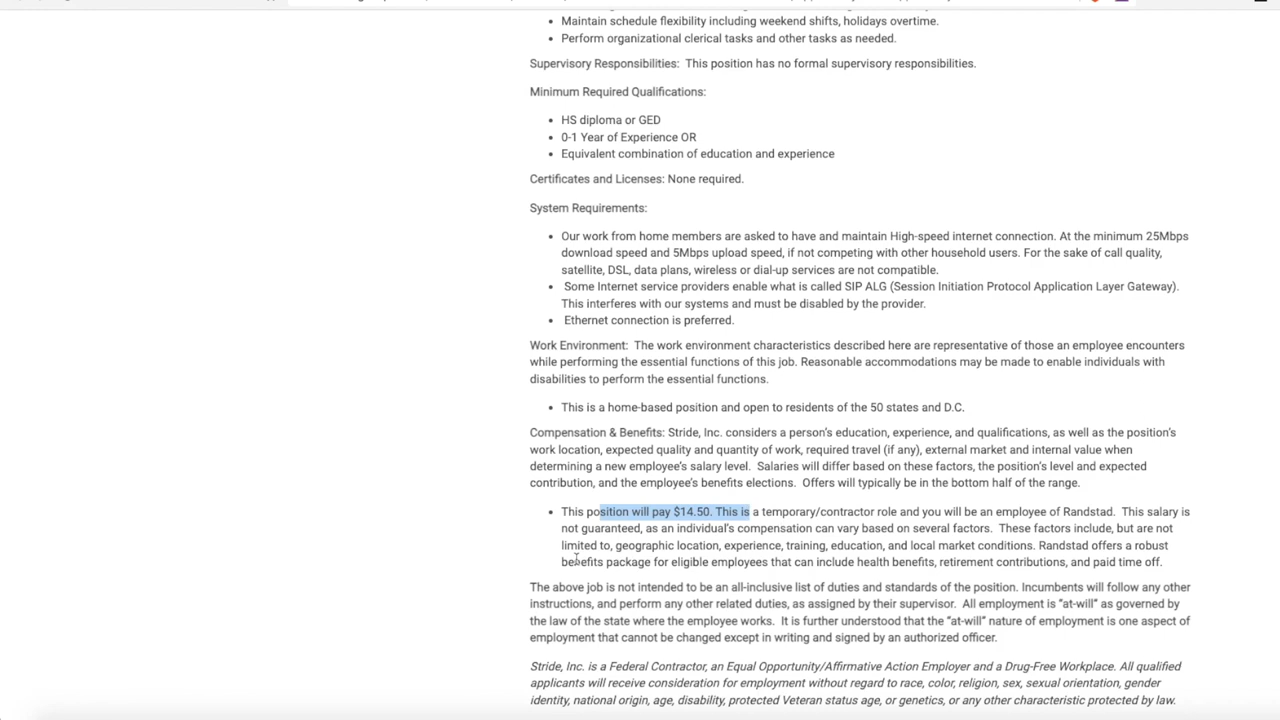 • Maintain schedule flexibility including weekend shifts, holidays overtime.
• Perform organizational clerical tasks and other tasks as needed.
Supervisory Responsibilities:  This position has no formal supervisory responsibilities.
Minimum Required Qualifications:
• HS diploma or GED
• 0-1 Year of Experience OR
• Equivalent combination of education and experience
Certificates and Licenses: None required.
System Requirements:
• Our work from home members are asked to have and maintain High-speed internet connection. At the minimum 25Mbps
download speed and 5Mbps upload speed, if not competing with other household users. For the sake of call quality,
satellite, DSL, data plans, wireless or dial-up services are not compatible.
• Some Internet service providers enable what is called SIP ALG (Session Initiation Protocol Application Layer Gateway).
This interferes with our systems and must be disabled by the provider.
• Ethernet connection is preferred.
Work Environment:  The work environment characteristics described here are representative of those an employee encounters
while performing the essential functions of this job. Reasonable accommodations may be made to enable individuals with
disabilities to perform the essential functions.
• This is a home-based position and open to residents of the 50 states and D.C.
Compensation & Benefits: Stride, Inc. considers a person's education, experience, and qualifications, as well as the position's
work location, expected quality and quantity of work, required travel (if any), external market and internal value when
determining a new employee's salary level.  Salaries will differ based on these factors, the position's level and expected
contribution, and the employee's benefits elections.  Offers will typically be in the bottom half of the range.
• This position will pay $14.50. This is a temporary/contractor role and you will be an employee of Randstad.  This salary is
not guaranteed, as an individual's compensation can vary based on several factors.  These factors include, but are not
limited to, geographic location, experience, training, education, and local market conditions. Randstad offers a robust
benefits package for eligible employees that can include health benefits, retirement contributions, and paid time off.
The above job is not intended to be an all-inclusive list of duties and standards of the position. Incumbents will follow any other
instructions, and perform any other related duties, as assigned by their supervisor.  All employment is “at-will” as governed by
the law of the state where the employee works.  It is further understood that the “at-will” nature of employment is one aspect of
employment that cannot be changed except in writing and signed by an authorized officer.
Stride, Inc. is a Federal Contractor, an Equal Opportunity/Affirmative Action Employer and a Drug-Free Workplace. All qualified
applicants will receive consideration for employment without regard to race, color, religion, sex, sexual orientation, gender
identity, national origin, age, disability, protected Veteran status age, or genetics, or any other characteristic protected by law.